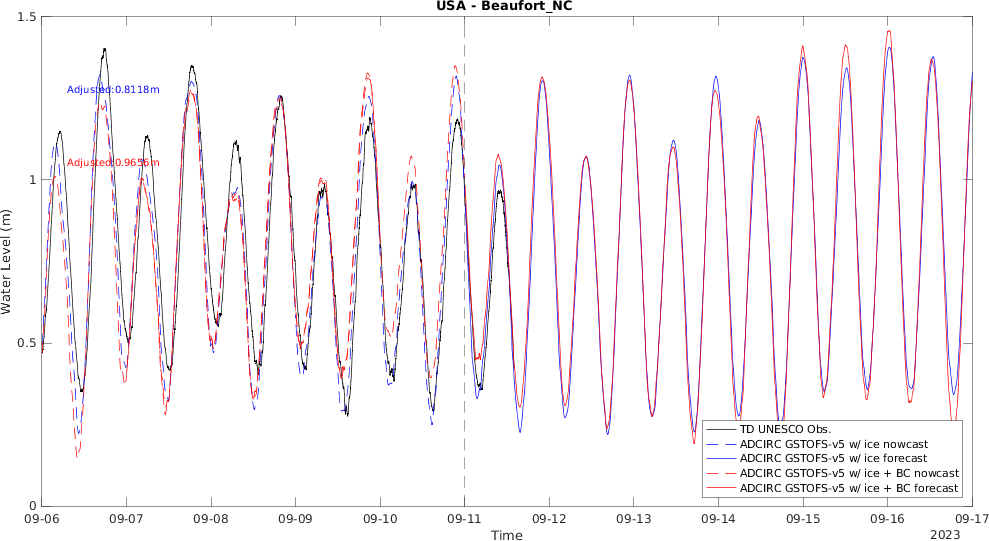 USA - Beaufort_NC
1.5
1
0.5
0
Water Level (m)
Adjusted:0.8118m
Adjusted:0.9656m
TD UNESCO Obs.
ADCIRC GSTOFS-v5 w/ ice nowcast
ADCIRC GSTOFS-v5 w/ ice forecast
ADCIRC GSTOFS-v5 w/ ice + BC nowcast
ADCIRC GSTOFS-v5 w/ ice + BC forecast
09-06 09-07 09-08 09-09 09-10 09-11 09-12 09-13 09-14 09-15 09-16 09-17
Time
2023